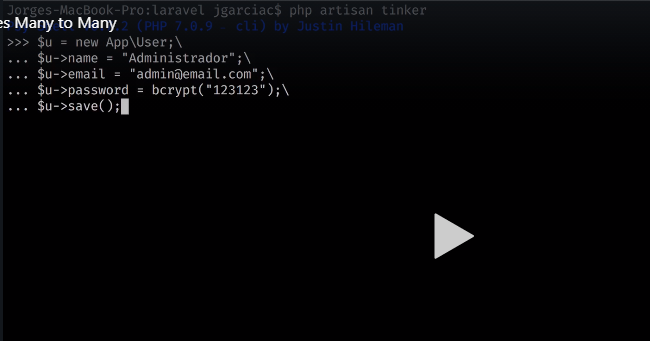 Jorges-MacBook-Pro:laravel jgarciac$ php artisan tinker
es Many to Many
.2 (PHP 7.0.9 - cli) by Justin Hileman
>>> $u = new App\User;\
... $u->name = "Administrador";\
... $u->email = "admin@email.com";\
... $u->password = bcrypt("123123");\
... $u->save();